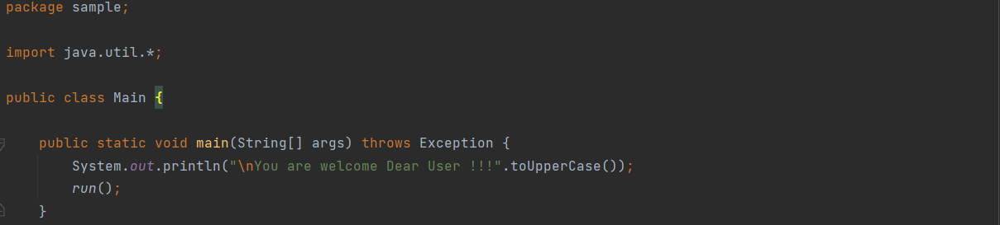 package sample;
import java.util.*;
public class Main {
public static void main(String[] args) throws Exception {
System.out.println("\nYou are welcome Dear User !!!".toUpperCase());
run();
}